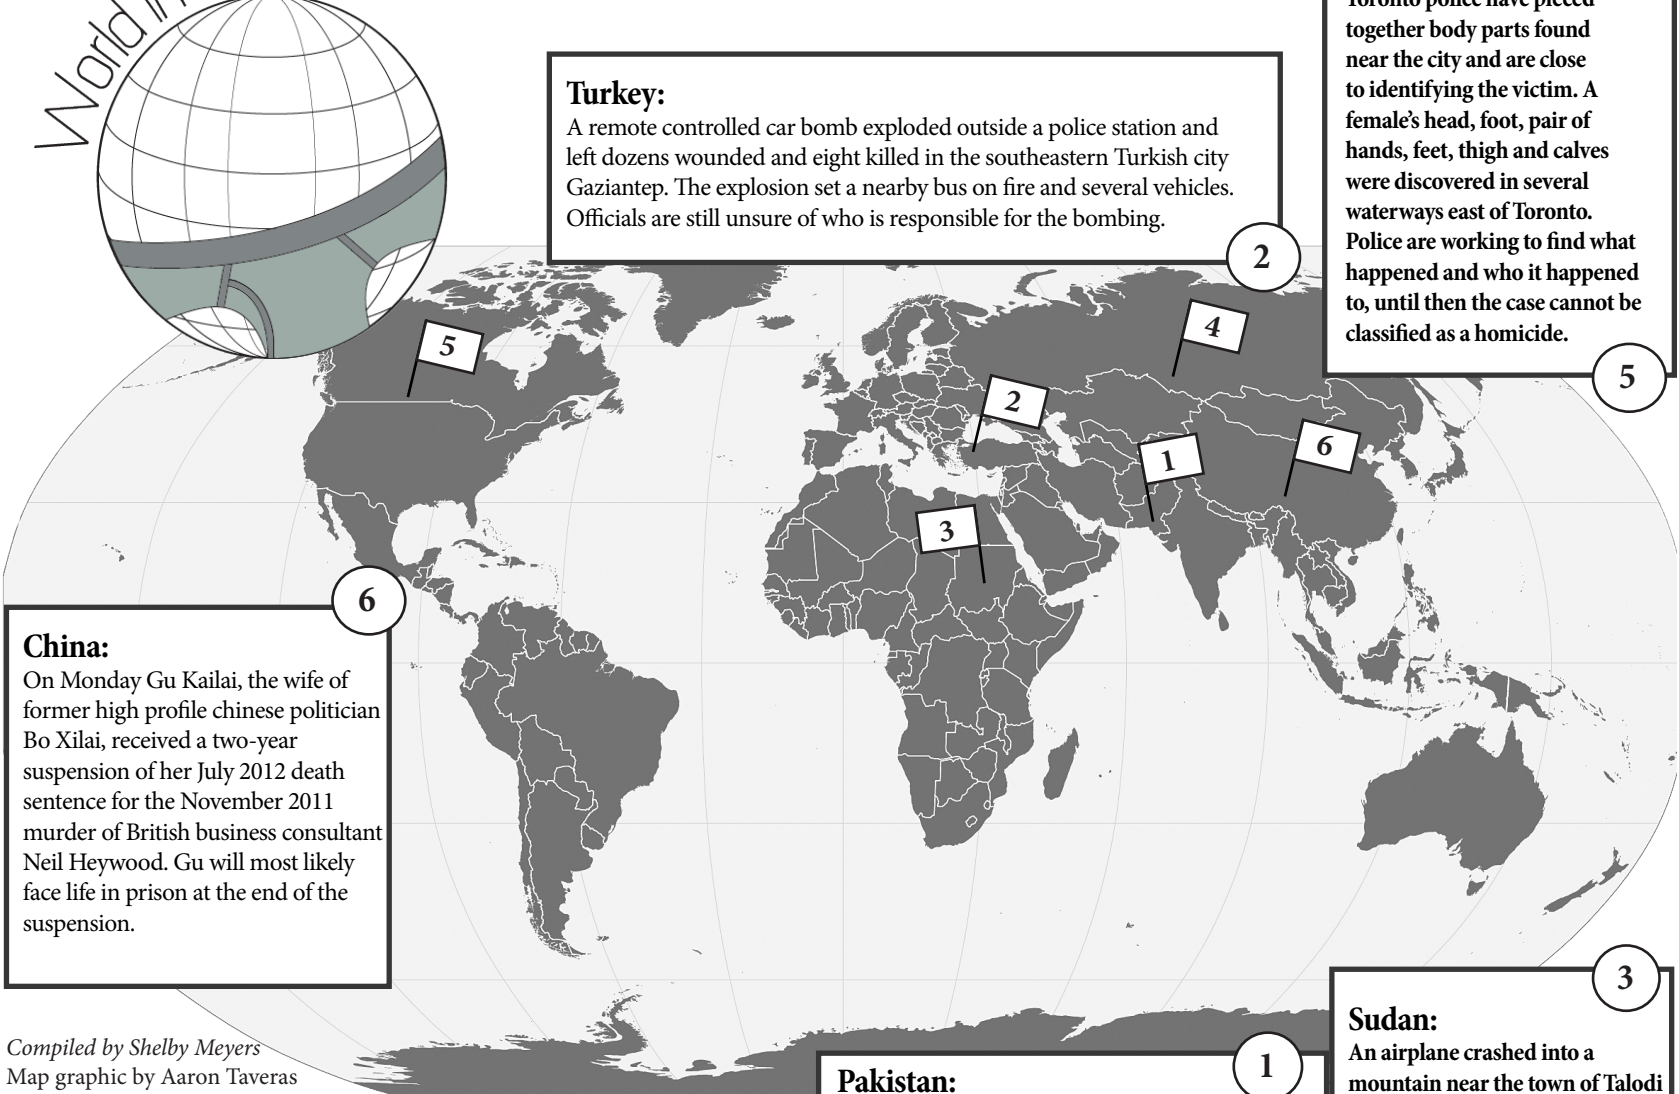 World in
Turkey:
A remote controlled car bomb exploded outside a police station and
left dozens wounded and eight killed in the southeastern Turkish city
Gaziantep. The explosion set a nearby bus on fire and several vehicles.
Officials are still unsure of who is responsible for the bombing.
2
Toronto police have pieced
together body parts found
near the city and are close
to identifying the victim. A
female's head, foot, pair of
hands, feet, thigh and calves
were discovered in several
waterways east of Toronto.
Police are working to find what
happened and who it happened
to, until then the case cannot be
classified as a homicide.
5
5
4
2
6
1
3
6
China:
On Monday Gu Kailai, the wife of
former high profile chinese politician
Bo Xilai, received a two-year
suspension of her July 2012 death
sentence for the November 2011
murder of British business consultant
Neil Heywood. Gu will most likely
face life in prison at the end of the
suspension.
3
Sudan:
An airplane crashed into a
mountain near the town of Talodi
1
Pakistan:
Compiled by Shelby Meyers
Map graphic by Aaron Taveras